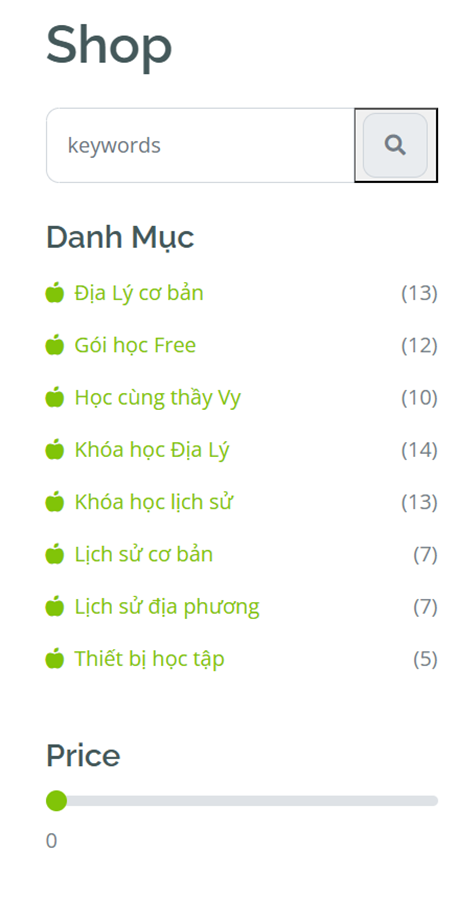 Shop
keywords
Danh Mục
Địa Lý cơ bản (13)
Gói học Free (12)
Học cùng thầy Vy (10)
Khóa học Địa Lý (14)
Khóa học lịch sử (13)
Lịch sử cơ bản (7)
Lịch sử địa phương (7)
Thiết bị học tập (5)
Price
0